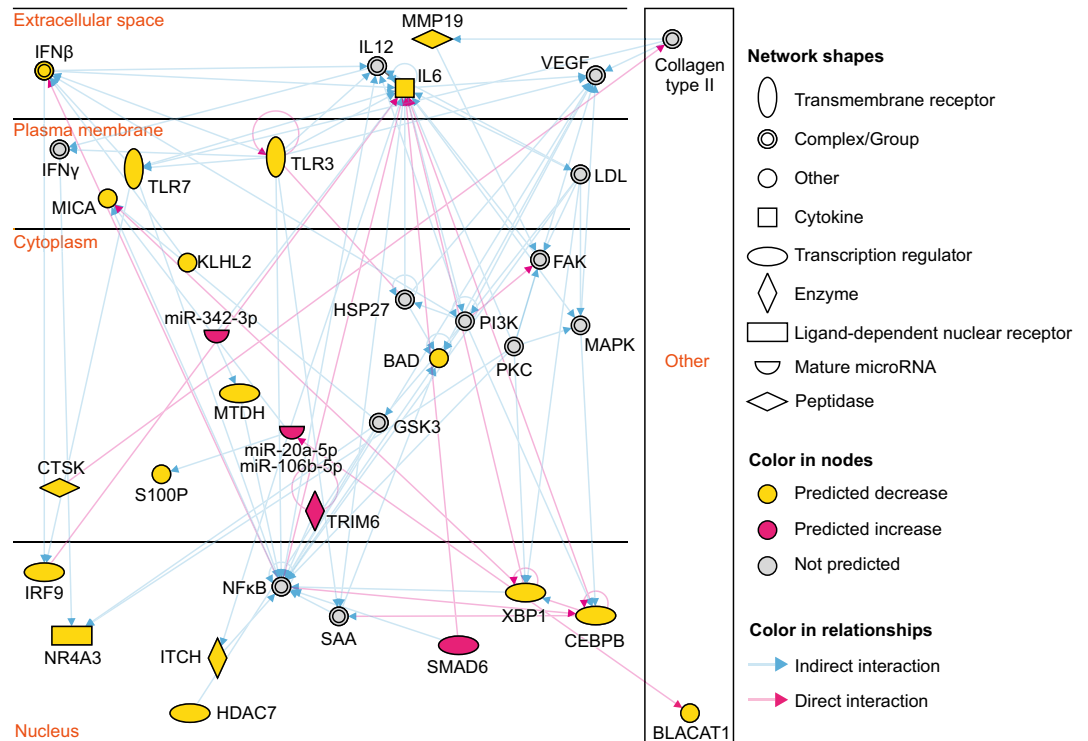 Extracellular space
MMP19
IFNβ
IL12
IL6
VEGF
Collagen
type II
Plasma membrane
IFNγ
TLR7
TLR3
LDL
MICA
Cytoplasm
KLHL2
FAK
miR-342-3p
HSP27
PI3K
MAPK
BAD
PKC
Other
MTDH
GSK3
miR-20a-5p
miR-106b-5p
CTSK
S100P
TRIM6
IRF9
NFκB
XBP1
SAA
CEBPB
NR4A3
ITCH
SMAD6
HDAC7
BLACAT1
Nucleus
Network shapes
Transmembrane receptor
Complex/Group
Other
Cytokine
Transcription regulator
Enzyme
Ligand-dependent nuclear receptor
Mature microRNA
Peptidase
Color in nodes
Predicted decrease
Predicted increase
Not predicted
Color in relationships
Indirect interaction
Direct interaction